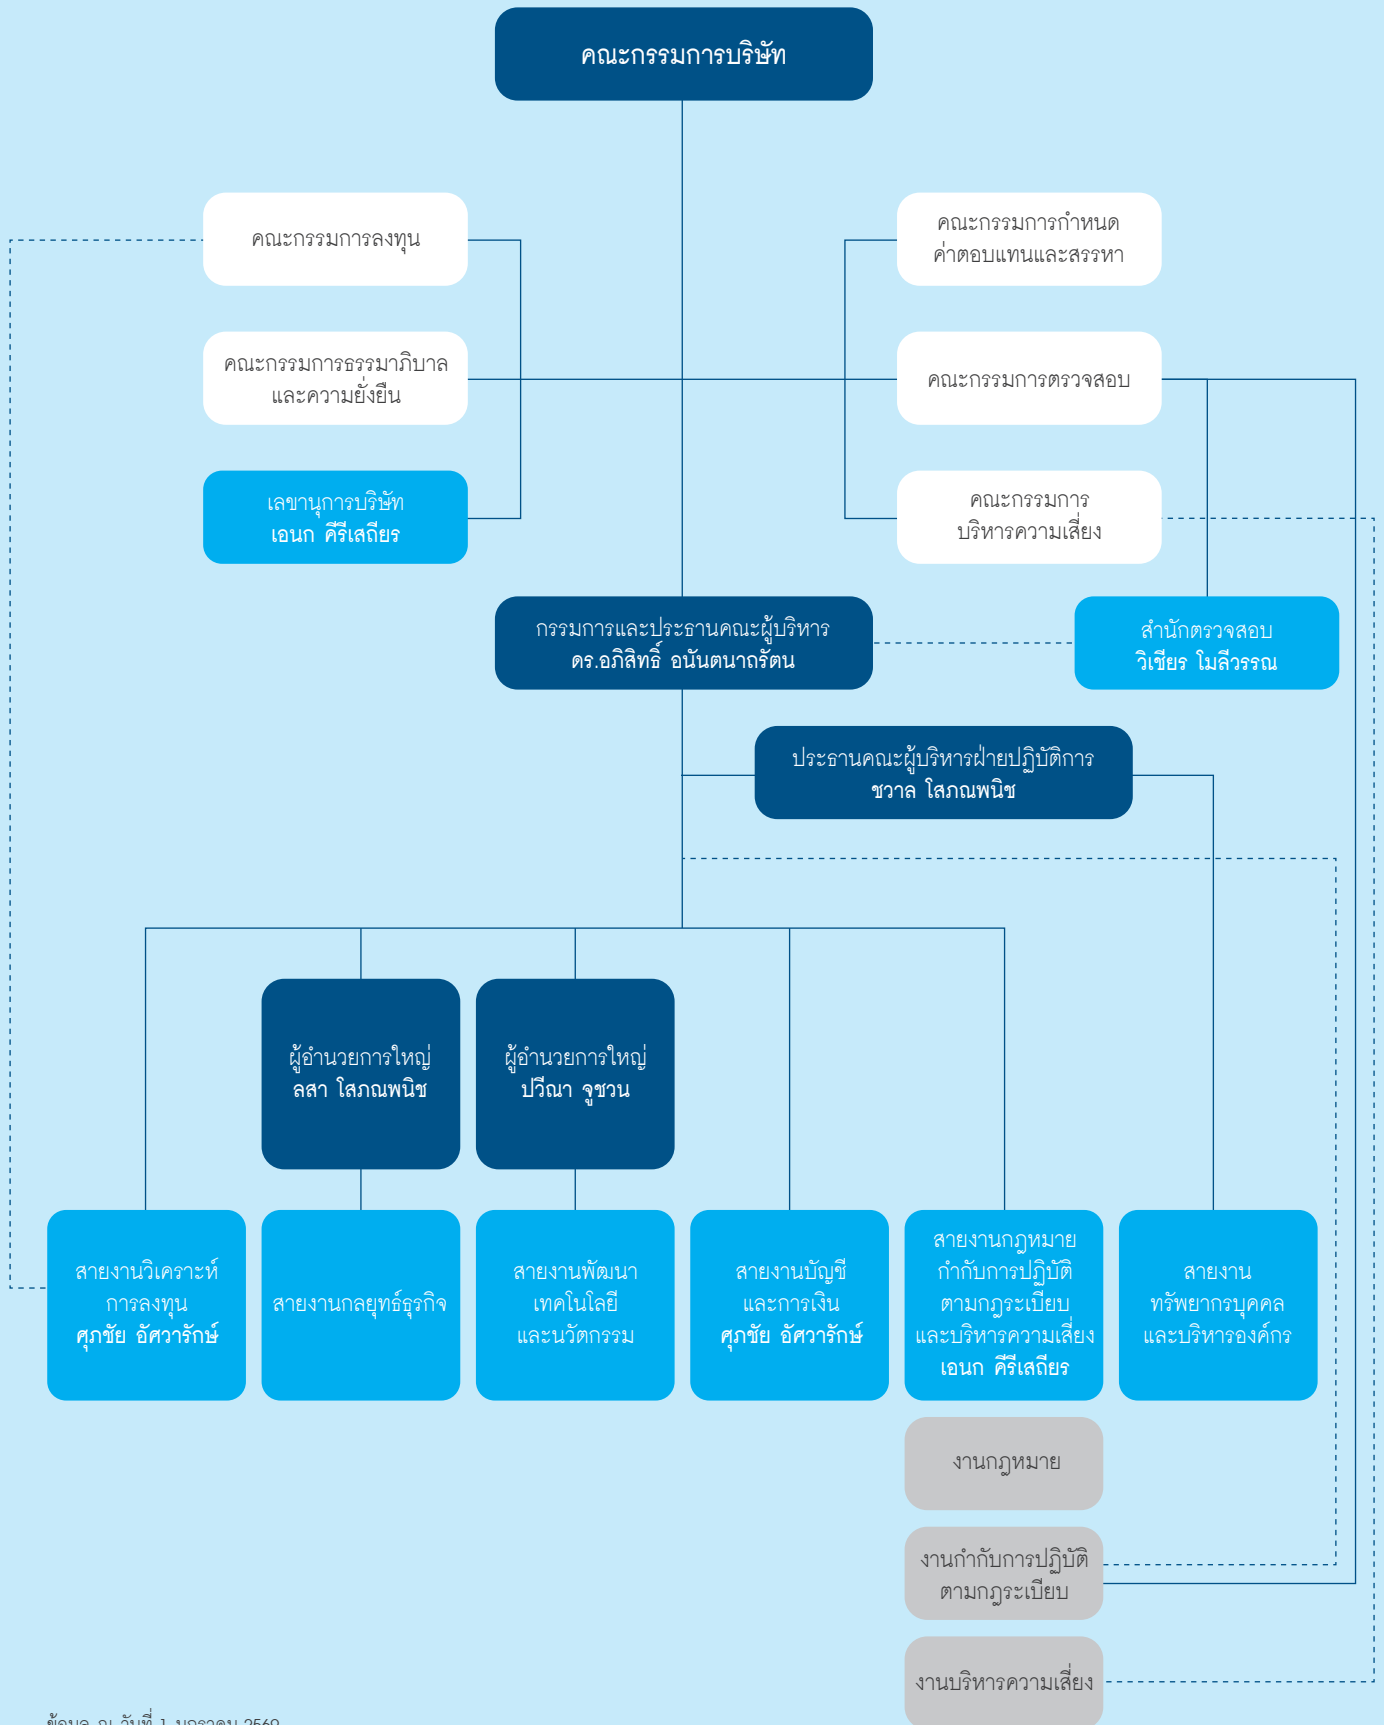 คณะกรรมการบริษัท
คณะกรรมการลงทุน
คณะกรรมการกำหนด
ค่าตอบแทนและสรรหา
คณะกรรมการธรรมาภิบาล
และความยั่งยืน
คณะกรรมการตรวจสอบ
เลขานุการบริษัท
เอนก คีรีเสถียร
คณะกรรมการ
บริหารความเสี่ยง
กรรมการและประธานคณะผู้บริหาร
ดร.อภิสิทธิ์ อนันตนาถรัตน
สำนักตรวจสอบ
วิเชียร โมลีวรรณ
ประธานคณะผู้บริหารฝ่ายปฏิบัติการ
ชวาล โสภณพนิช
ผู้อำนวยการใหญ่
ลสา โสภณพนิช
ผู้อำนวยการใหญ่
ปวีณา จูชวน
สายงานวิเคราะห์
การลงทุน
ศุภชัย อัศวารักษ์
สายงานกลยุทธ์ธุรกิจ
สายงานพัฒนา
เทคโนโลยี
และนวัตกรรม
สายงานบัญชี
และการเงิน
ศุภชัย อัศวารักษ์
สายงานกฎหมาย
กำกับการปฏิบัติ
ตามกฎระเบียบ
และบริหารความเสี่ยง
เอนก คีรีเสถียร
สายงาน
ทรัพยากรบุคคล
และบริหารองค์กร
งานกฎหมาย
งานกำกับการปฏิบัติ
ตามกฎระเบียบ
งานบริหารความเสี่ยง
ข้อมูล ณ วันที่ 1 มกราคม 2569